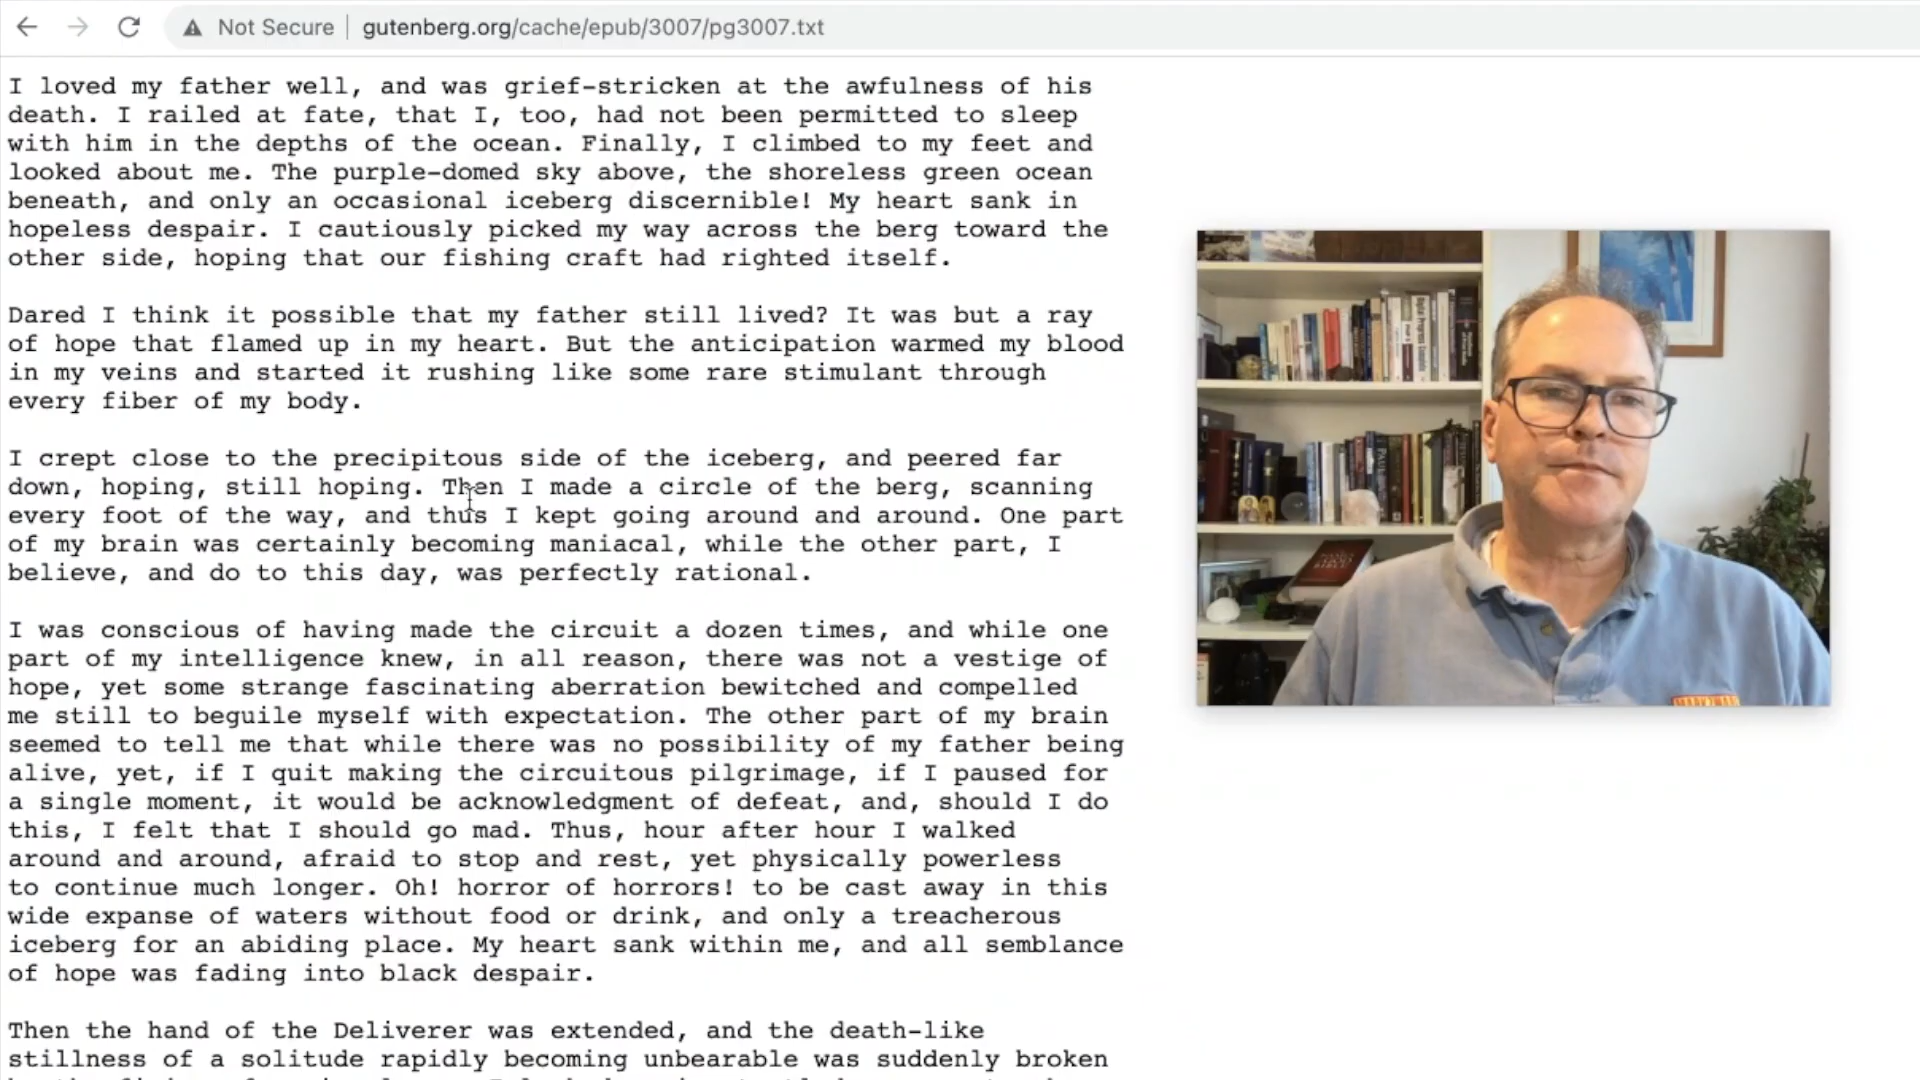 Not Secure | gutenberg.org/cache/epub/3007/pg3007.txt
I loved my father well, and was grief-stricken at the awfulness of his
death. I railed at fate, that I, too, had not been permitted to sleep
with him in the depths of the ocean. Finally, I climbed to my feet and
looked about me. The purple-domed sky above, the shoreless green ocean
beneath, and only an occasional iceberg discernible! My heart sank in
hopeless despair. I cautiously picked my way across the berg toward the
other side, hoping that our fishing craft had righted itself.
Dared I think it possible that my father still lived? It was but a ray
of hope that flamed up in my heart. But the anticipation warmed my blood
in my veins and started it rushing like some rare stimulant through
every fiber of my body.
I crept close to the precipitous side of the iceberg, and peered far
down, hoping, still hoping. Then I made a circle of the berg, scanning
every foot of the way, and thus I kept going around and around. One part
of my brain was certainly becoming maniacal, while the other part, I
believe, and do to this day, was perfectly rational.
I was conscious of having made the circuit a dozen times, and while one
part of my intelligence knew, in all reason, there was not a vestige of
hope, yet some strange fascinating aberration bewitched and compelled
me still to beguile myself with expectation. The other part of my brain
seemed to tell me that while there was no possibility of my father being
alive, yet, if I quit making the circuitous pilgrimage, if I paused for
a single moment, it would be acknowledgment of defeat, and, should I do
this, I felt that I should go mad. Thus, hour after hour I walked
around and around, afraid to stop and rest, yet physically powerless
to continue much longer. Oh! horror of horrors! to be cast away in this
wide expanse of waters without food or drink, and only a treacherous
iceberg for an abiding place. My heart sank within me, and all semblance
of hope was fading into black despair.
Then the hand of the Deliverer was extended, and the death-like
stillness of a solitude rapidly becoming unbearable was suddenly broken
PAUL
BIBLE